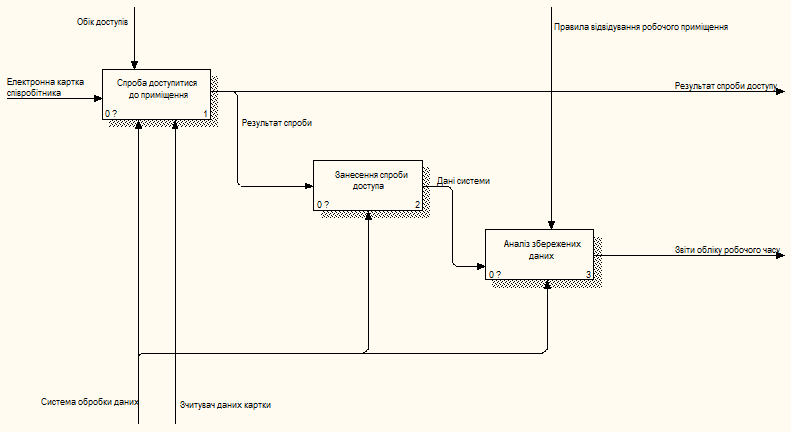 Обік доступів
Правила відвідування робочого приміщення
Електронна картка
співробітника
Спроба доступитися
до приміщення
0 ?
1
Результат спроби доступу
Результат спроби
Занесення спроби
доступа
0 ?
2
Дані системи
Аналіз збережених
даних
0 ?
3
Звіти обліку робочого часу
Система обробки даних
Зчитувач даних картки